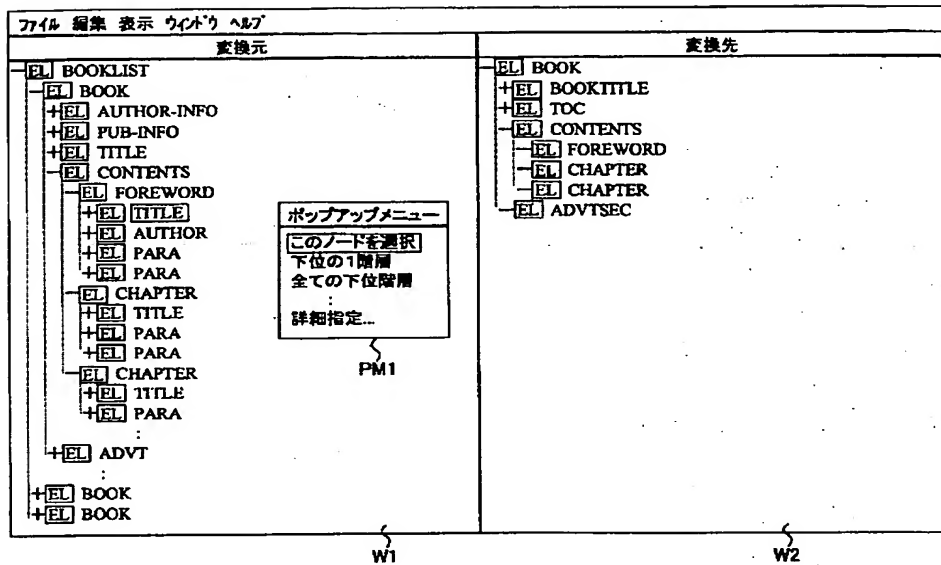 ファイル 編集 表示 ウィンドウ ヘルプ
変換元
EL BOOKLIST
EL BOOK
EL AUTHOR-INFO
EL PUB-INFO
EL TITLE
EL CONTENTS
EL FOREWORD
EL TITLE
EL AUTHOR
EL PARA
EL PARA
EL CHAPTER
EL TITLE
EL PARA
EL PARA
EL CHAPTER
EL TITLE
EL PARA
EL ADVT
EL BOOK
EL BOOK
W1
ポップアップメニュー
このノードを選択
下位の1階層
全ての下位階層
詳細指定...
PM1
変換先
EL BOOK
EL BOOKTITLE
EL TOC
EL CONTENTS
EL FOREWORD
EL CHAPTER
EL CHAPTER
EL ADVTSEC
W2